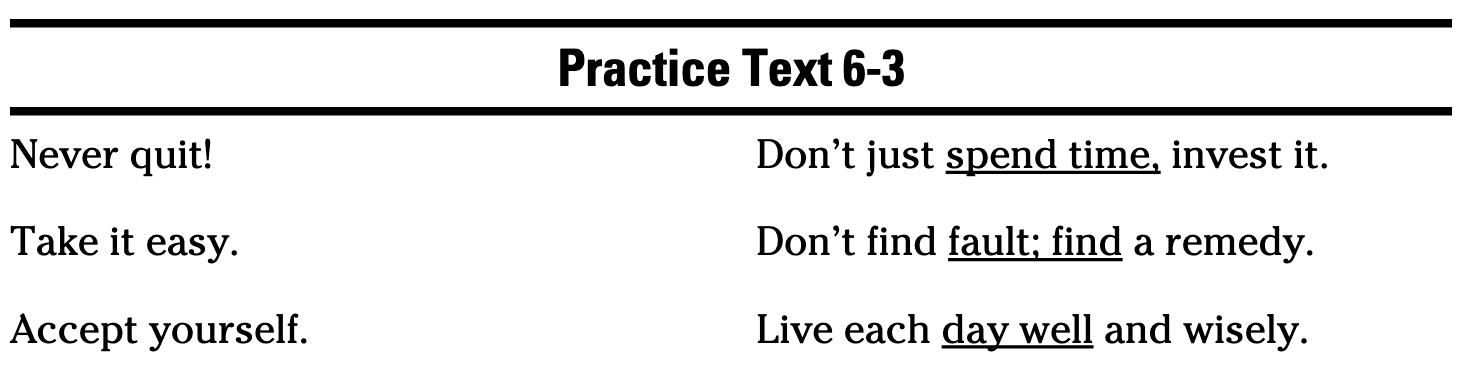 Practice Text 6-3
Never quit!
Take it easy.
Accept yourself.
Don’t just spend time, invest it.
Don’t find fault; find a remedy.
Live each day well and wisely.